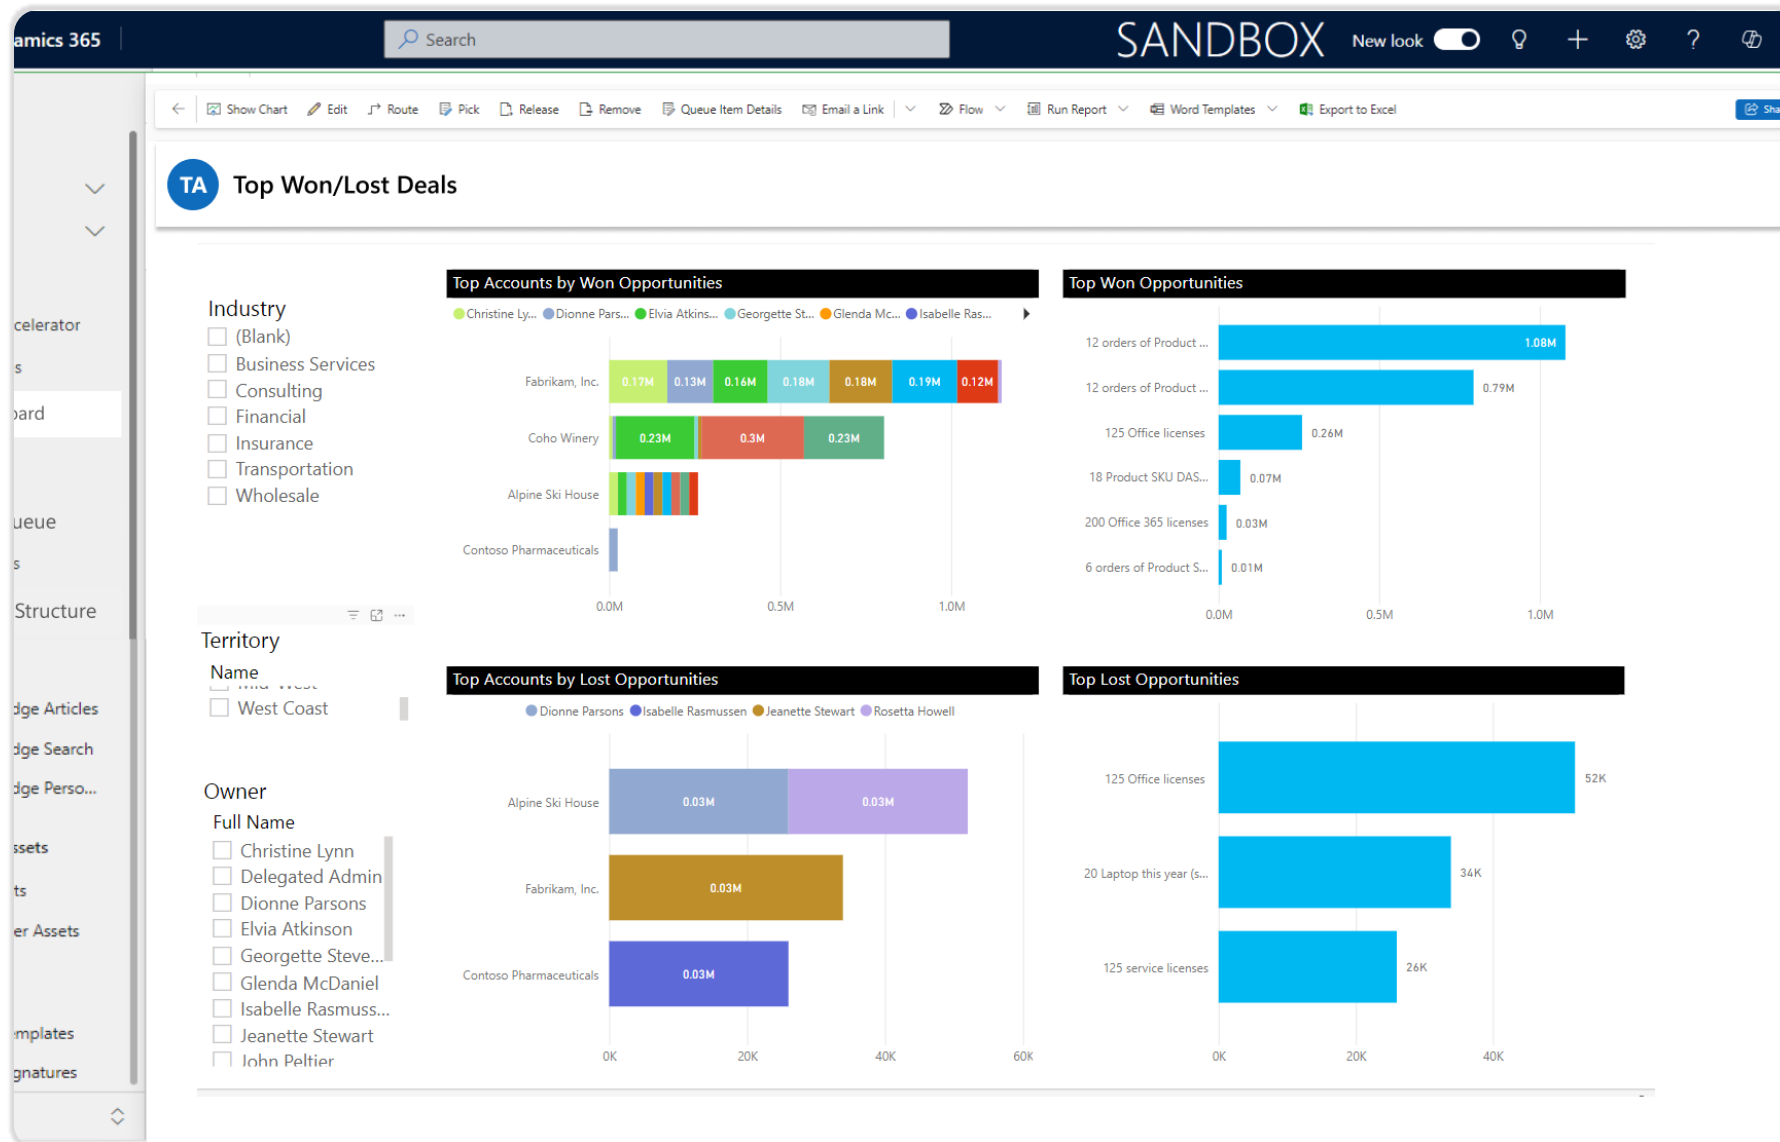 amics 365
Search
SANDBOX
New look
Show Chart
Edit
Route
Pick
Release
Remove
Queue Item Details
Email a Link
Flow
Run Report
Word Templates
Export to Excel
Sha
TA
Top Won/Lost Deals
celerator
s
ard
ueue
s
Structure
dge Articles
dge Search
dge Perso...
ssets
ts
er Assets
mplates
gnatures
Industry
(Blank)
Business Services
Consulting
Financial
Insurance
Transportation
Wholesale
Territory
Name
West Coast
Owner
Full Name
Christine Lynn
Delegated Admin
Dionne Parsons
Elvia Atkinson
Georgette Steve...
Glenda McDaniel
Isabelle Rasmuss...
Jeanette Stewart
John Peltier
Top Accounts by Won Opportunities
Christine Ly... Dionne Pars... Elvia Atkins... Georgette St... Glenda Mc... Isabelle Ras...
Fabrikam, Inc. 0.17M 0.13M 0.16M 0.18M 0.18M 0.19M 0.12M
Coho Winery 0.23M 0.3M 0.23M
Alpine Ski House
Contoso Pharmaceuticals
0.0M 0.5M 1.0M
Top Won Opportunities
12 orders of Product ... 1.08M
12 orders of Product ... 0.79M
125 Office licenses 0.26M
18 Product SKU DAS... 0.07M
200 Office 365 licenses 0.03M
6 orders of Product S... 0.01M
0.0M 0.5M 1.0M
Top Accounts by Lost Opportunities
Dionne Parsons Isabelle Rasmussen Jeanette Stewart Rosetta Howell
Alpine Ski House 0.03M 0.03M
Fabrikam, Inc. 0.03M
Contoso Pharmaceuticals 0.03M
0K 20K 40K 60K
Top Lost Opportunities
125 Office licenses 52K
20 Laptop this year (s... 34K
125 service licenses 26K
0K 20K 40K